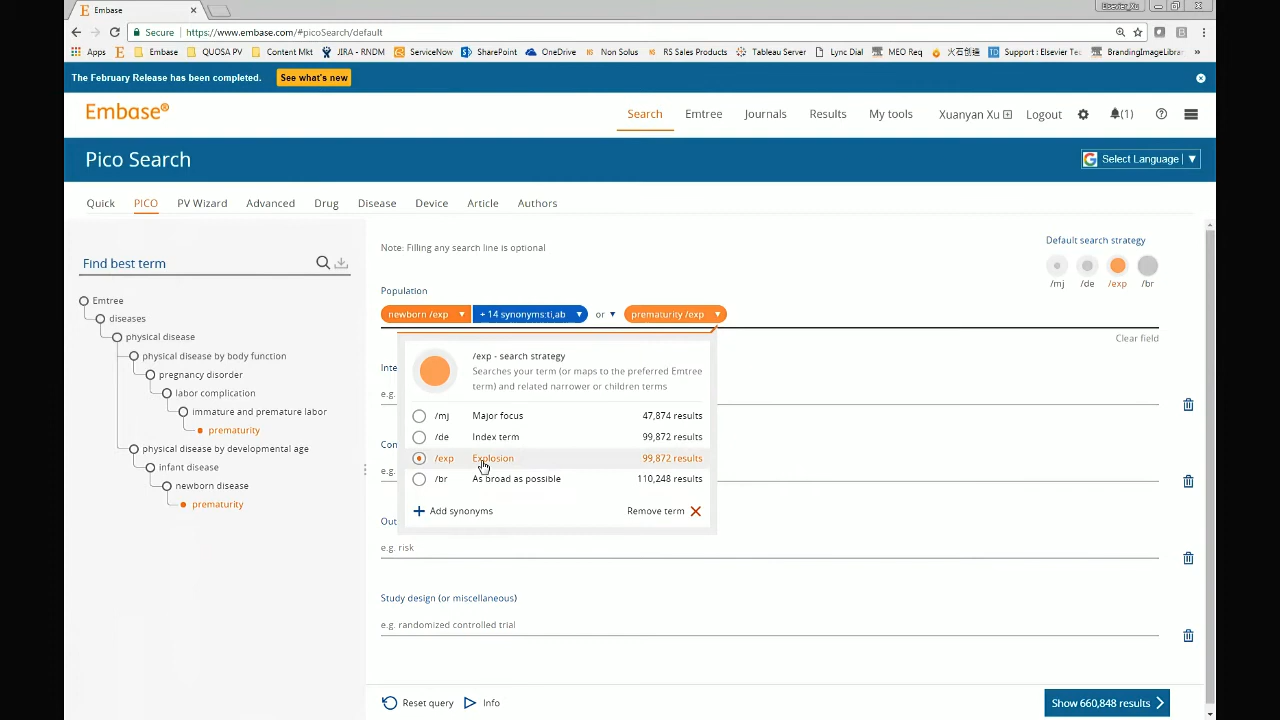 Embase
Elsevier_Xu
Secure
https://www.embase.com/#picoSearch/default
Apps
Embase
QUOSA PV
Content Mkt
JIRA - RNDM
ServiceNow
SharePoint
OneDrive
Non Solus
RS Sales Products
Tableau Server
Lync Dial
MEO Req
火石创造
Support : Elsevier Tec
BrandingImageLibra
The February Release has been completed.
See what's new
Embase®
Search
Emtree
Journals
Results
My tools
Xuanyan Xu
Logout
(1)
Pico Search
Select Language
Quick
PICO
PV Wizard
Advanced
Drug
Disease
Device
Article
Authors
Find best term
Emtree
diseases
physical disease
physical disease by body function
pregnancy disorder
labor complication
immature and premature labor
prematurity
physical disease by developmental age
infant disease
newborn disease
prematurity
Note: Filling any search line is optional
Default search strategy
/mj
/de
/exp
/br
Population
newborn /exp
+ 14 synonyms:ti,ab
or
prematurity /exp
Clear field
Inte
e.g.
Con
e.g.
Out
e.g. risk
/exp - search strategy
Searches your term (or maps to the preferred Emtree
term) and related narrower or children terms
/mj Major focus 47,874 results
/de Index term 99,872 results
/exp Explosion 99,872 results
/br As broad as possible 110,248 results
Add synonyms
Remove term
Study design (or miscellaneous)
e.g. randomized controlled trial
Reset query
Info
Show 660,848 results